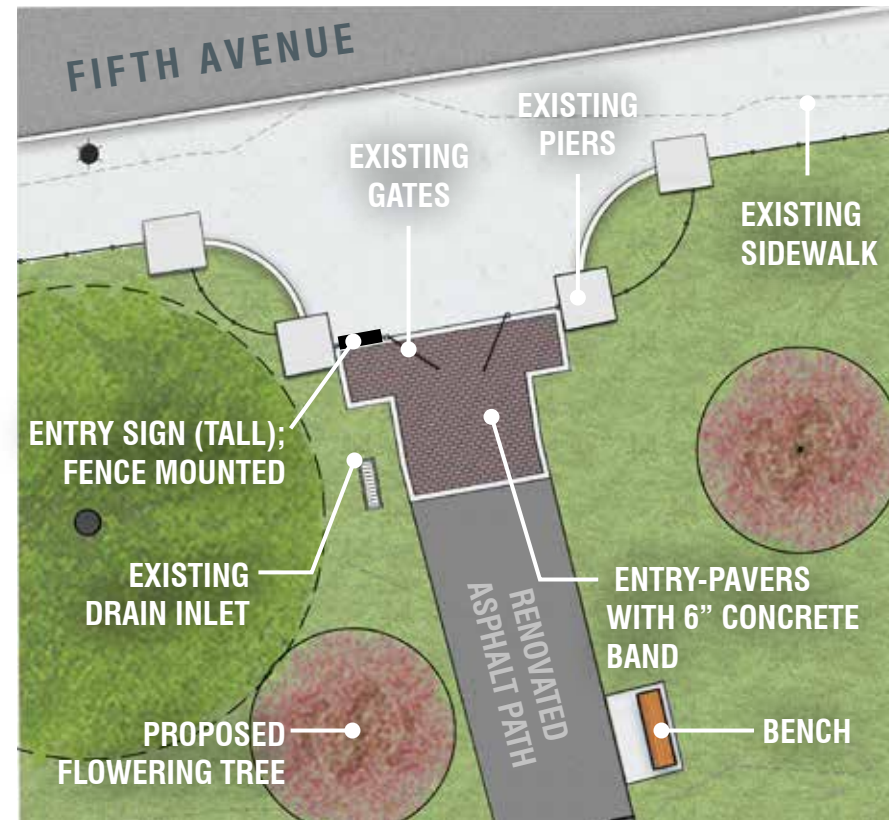 FIFTH AVENUE
EXISTING
PIERS
EXISTING
GATES
EXISTING
SIDEWALK
ENTRY SIGN (TALL);
FENCE MOUNTED
EXISTING
DRAIN INLET
ENTRY-PAVERS
WITH 6” CONCRETE
BAND
RENOVATED
ASPHALT PATH
PROPOSED
FLOWERING TREE
BENCH